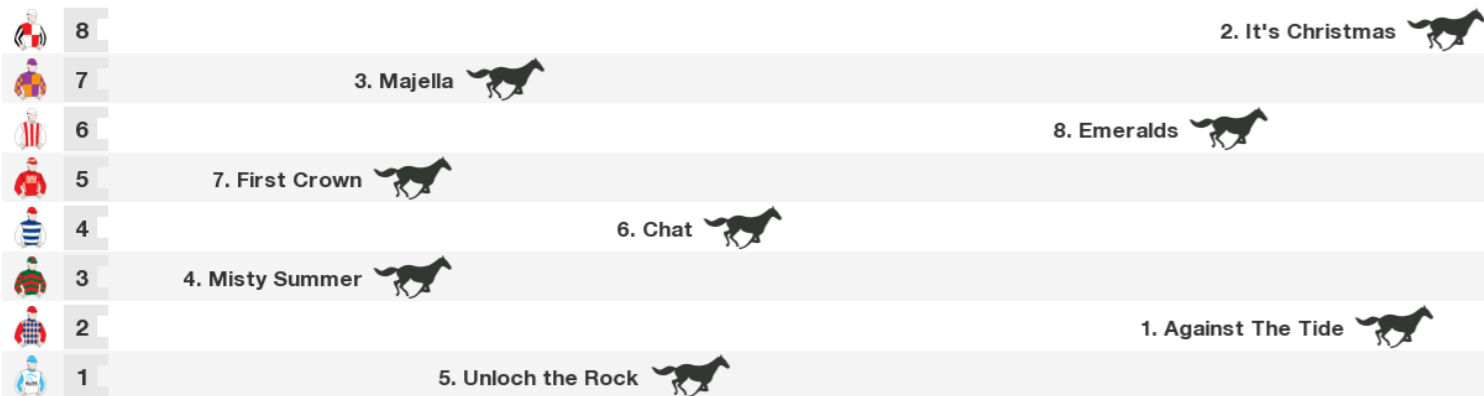 8 2. It's Christmas
7 3. Majella
6 8. Emeralds
5 7. First Crown
4 6. Chat
3 4. Misty Summer
2 1. Against The Tide
1 5. Unloch the Rock